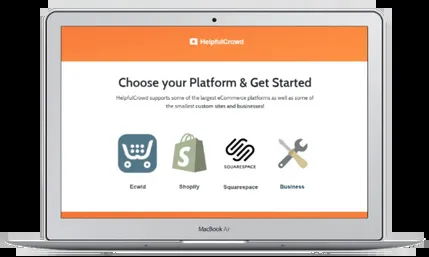 HelpfulCrowd
Choose your Platform & Get Started
HelpfulCrowd supports some of the largest eCommerce platforms as well as some of
the smallest custom sites and businesses!
SQUARESPACE
Ecwid Shopify Squarespace Business
MacBook Air